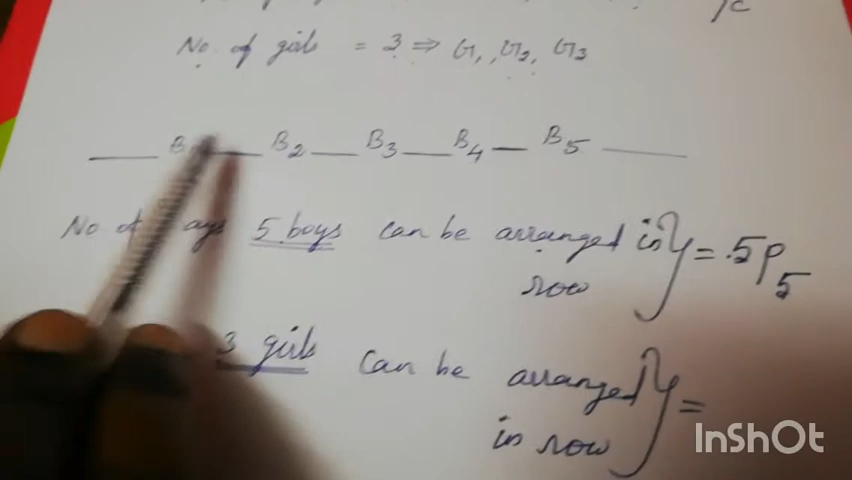 No. of girls = 3 ⇒ G1, G2, G3
B2 B3 B4 B5
No of 5 boys can be arranged in row } = 5P5
3 girls can be arranged in row } =
InShOt